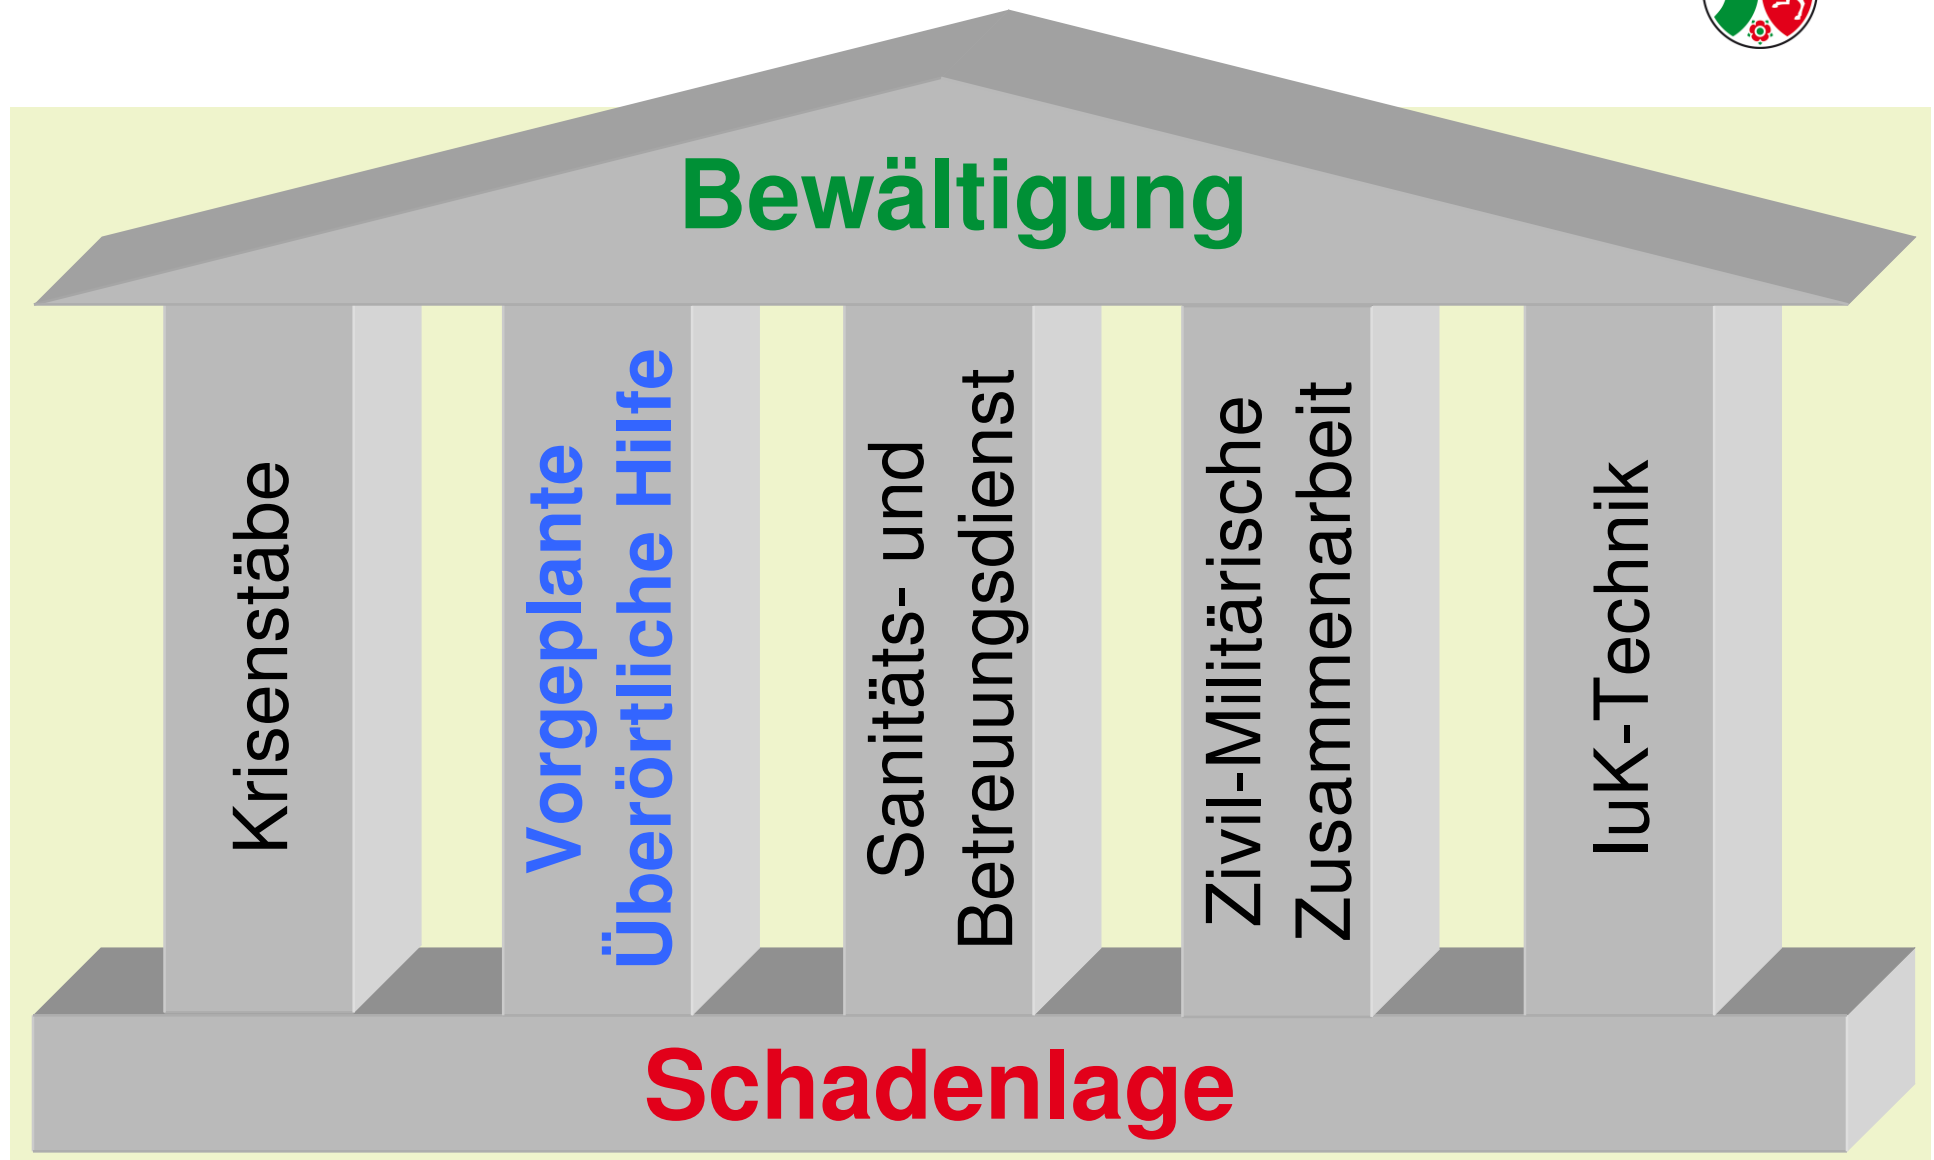 Bewältigung
Krisenstäbe
Vorgeplante
Überörtliche Hilfe
Sanitäts- und
Betreuungsdienst
Zivil-Militärische
Zusammenarbeit
IuK-Technik
Schadenlage